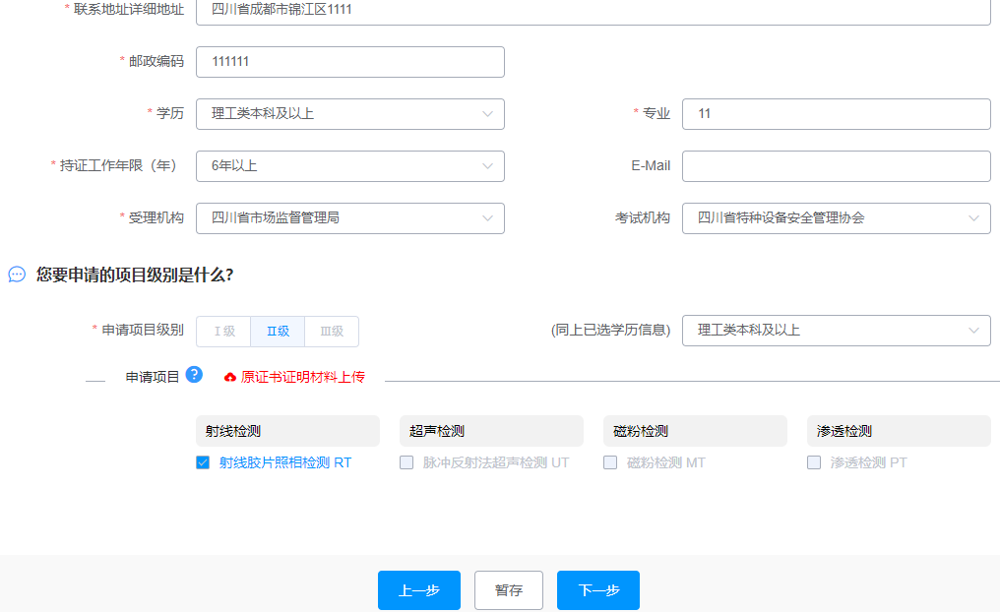 * 联系地址详细地址 四川省成都市锦江区1111
* 邮政编码 111111
* 学历 理工类本科及以上 * 专业 11
* 持证工作年限（年） 6年以上 E-Mail
* 受理机构 四川省市场监督管理局 考试机构 四川省特种设备安全管理协会
您要申请的项目级别是什么?
* 申请项目级别 Ⅰ级 Ⅱ级 Ⅲ级 (同上已选学历信息) 理工类本科及以上
申请项目 ? 原证书证明材料上传
射线检测 超声检测 磁粉检测 渗透检测
射线胶片照相检测 RT 脉冲反射法超声检测 UT 磁粉检测 MT 渗透检测 PT
上一步 暂存 下一步